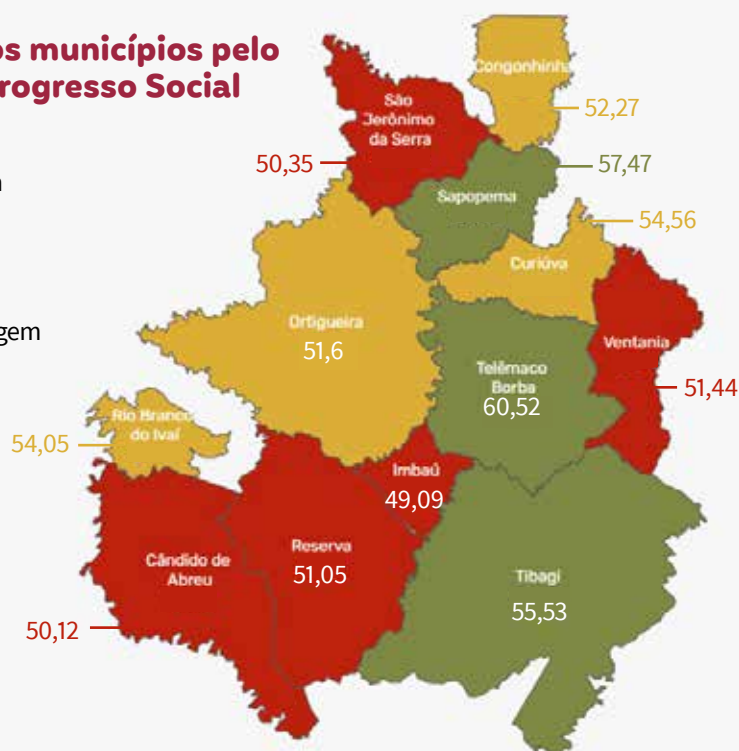 os municípios pelo
rogresso Social
Congonhinha
São
Jerônimo
da Serra
52,27
50,35
57,47
Sapopema
54,56
Curiúva
Ortigueira
51,6
Ventania
Telêmaco
Borba
60,52
51,44
gem
Rio Branco
do Ivaí
54,05
Imbaú
49,09
Reserva
51,05
Cândido de
Abreu
Tibagi
55,53
50,12